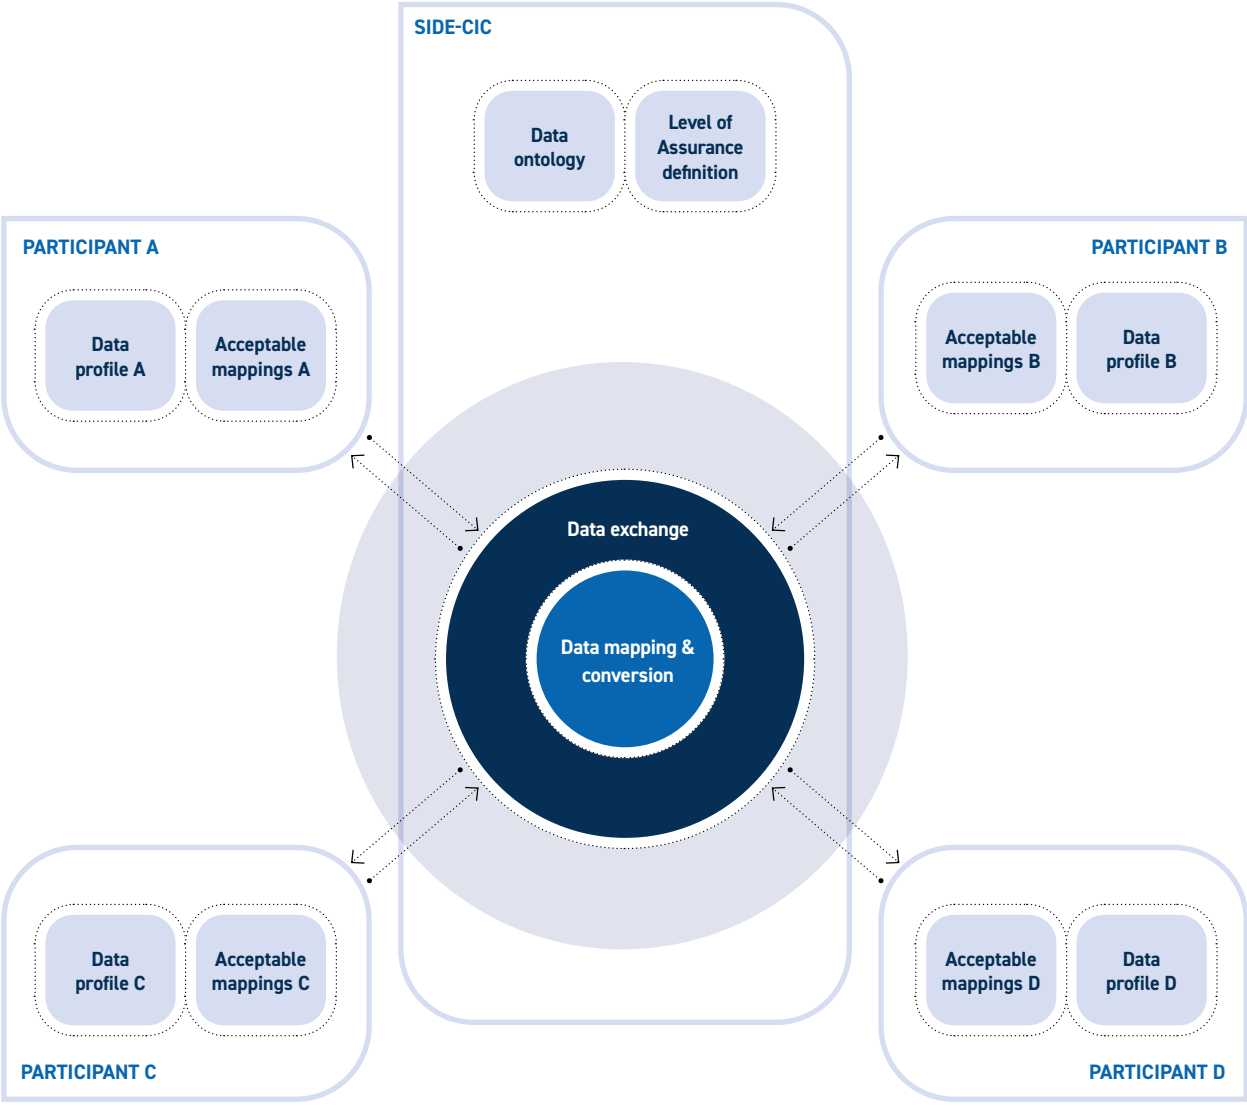 SIDE-CIC
Data
ontology
Level of
Assurance
definition
PARTICIPANT A
Data
profile A
Acceptable
mappings A
PARTICIPANT B
Acceptable
mappings B
Data
profile B
Data exchange
Data mapping &
conversion
Data
profile C
Acceptable
mappings C
PARTICIPANT C
Acceptable
mappings D
Data
profile D
PARTICIPANT D